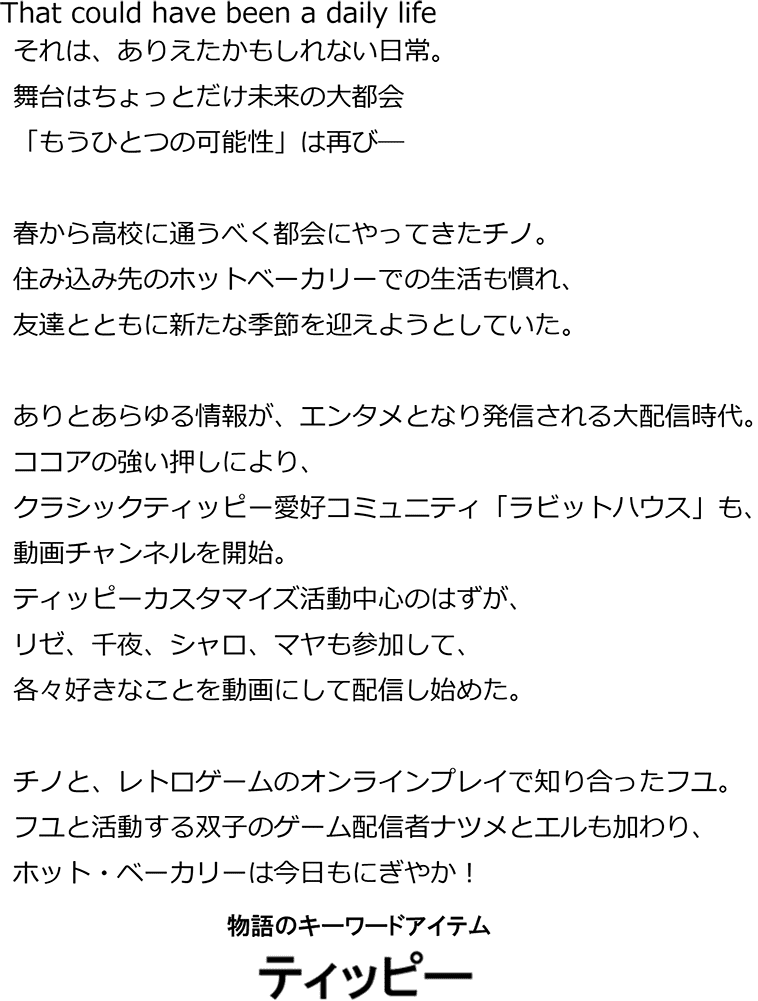 That could have been a daily life
それは、ありえたかもしれない日常。
舞台はちょっとだけ未来の大都会
「もうひとつの可能性」は再び―
春から高校に通うべく都会にやってきたチノ。
住み込み先のホットベーカリーでの生活も慣れ、
友達とともに新たな季節を迎えようとしていた。
ありとあらゆる情報が、エンタメとなり発信される大配信時代。
ココアの強い押しにより、
クラシックティッピー愛好コミュニティ「ラビットハウス」も、
動画チャンネルを開始。
ティッピーカスタマイズ活動中心のはずが、
リゼ、千夜、シャロ、マヤも参加して、
各々好きなことを動画にして配信し始めた。
チノと、レトロゲームのオンラインプレイで知り合ったフユ。
フユと活動する双子のゲーム配信者ナツメとエルも加わり、
ホット・ベーカリーは今日もにぎやか！
物語のキーワードアイテム
ティッピー